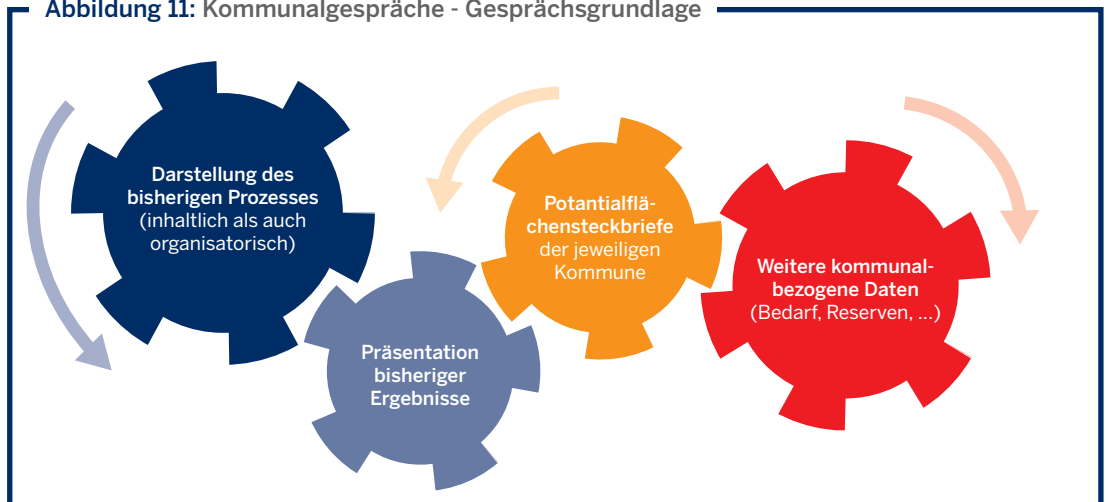 Abbildung 11: Kommunalgespräche - Gesprächsgrundlage
Darstellung des
bisherigen Prozesses
(inhaltlich als auch
organisatorisch)
Präsentation
bisheriger
Ergebnisse
Potantialflä-
chensteckbriefe
der jeweiligen
Kommune
Weitere kommunal-
bezogene Daten
(Bedarf, Reserven, ...)